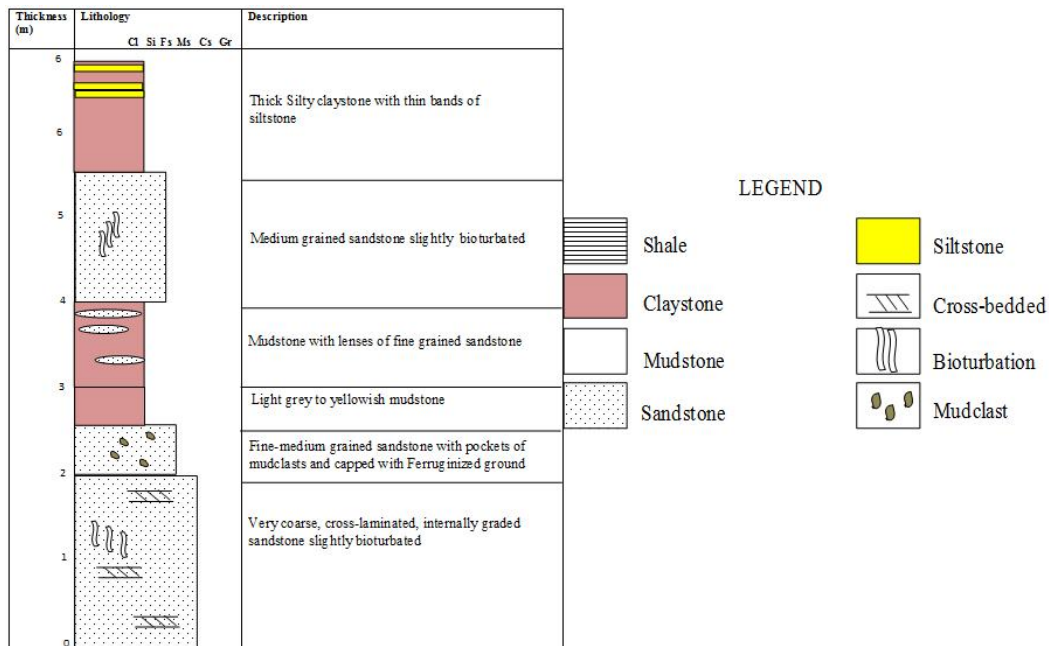 Thickness
(m)
Lithology
Description
Cl Si Fs Ms Cs Gr
6
Thick Silty claystone with thin bands of
siltstone
6
5
Medium grained sandstone slightly bioturbated
4
Mudstone with lenses of fine grained sandstone
3
Light grey to yellowish mudstone
Fine-medium grained sandstone with pockets of
mudclasts and capped with Ferruginized ground
2
Very coarse, cross-laminated, internally graded
sandstone slightly bioturbated
1
0
LEGEND
Shale
Siltstone
Claystone
Cross-bedded
Mudstone
Bioturbation
Sandstone
Mudclast